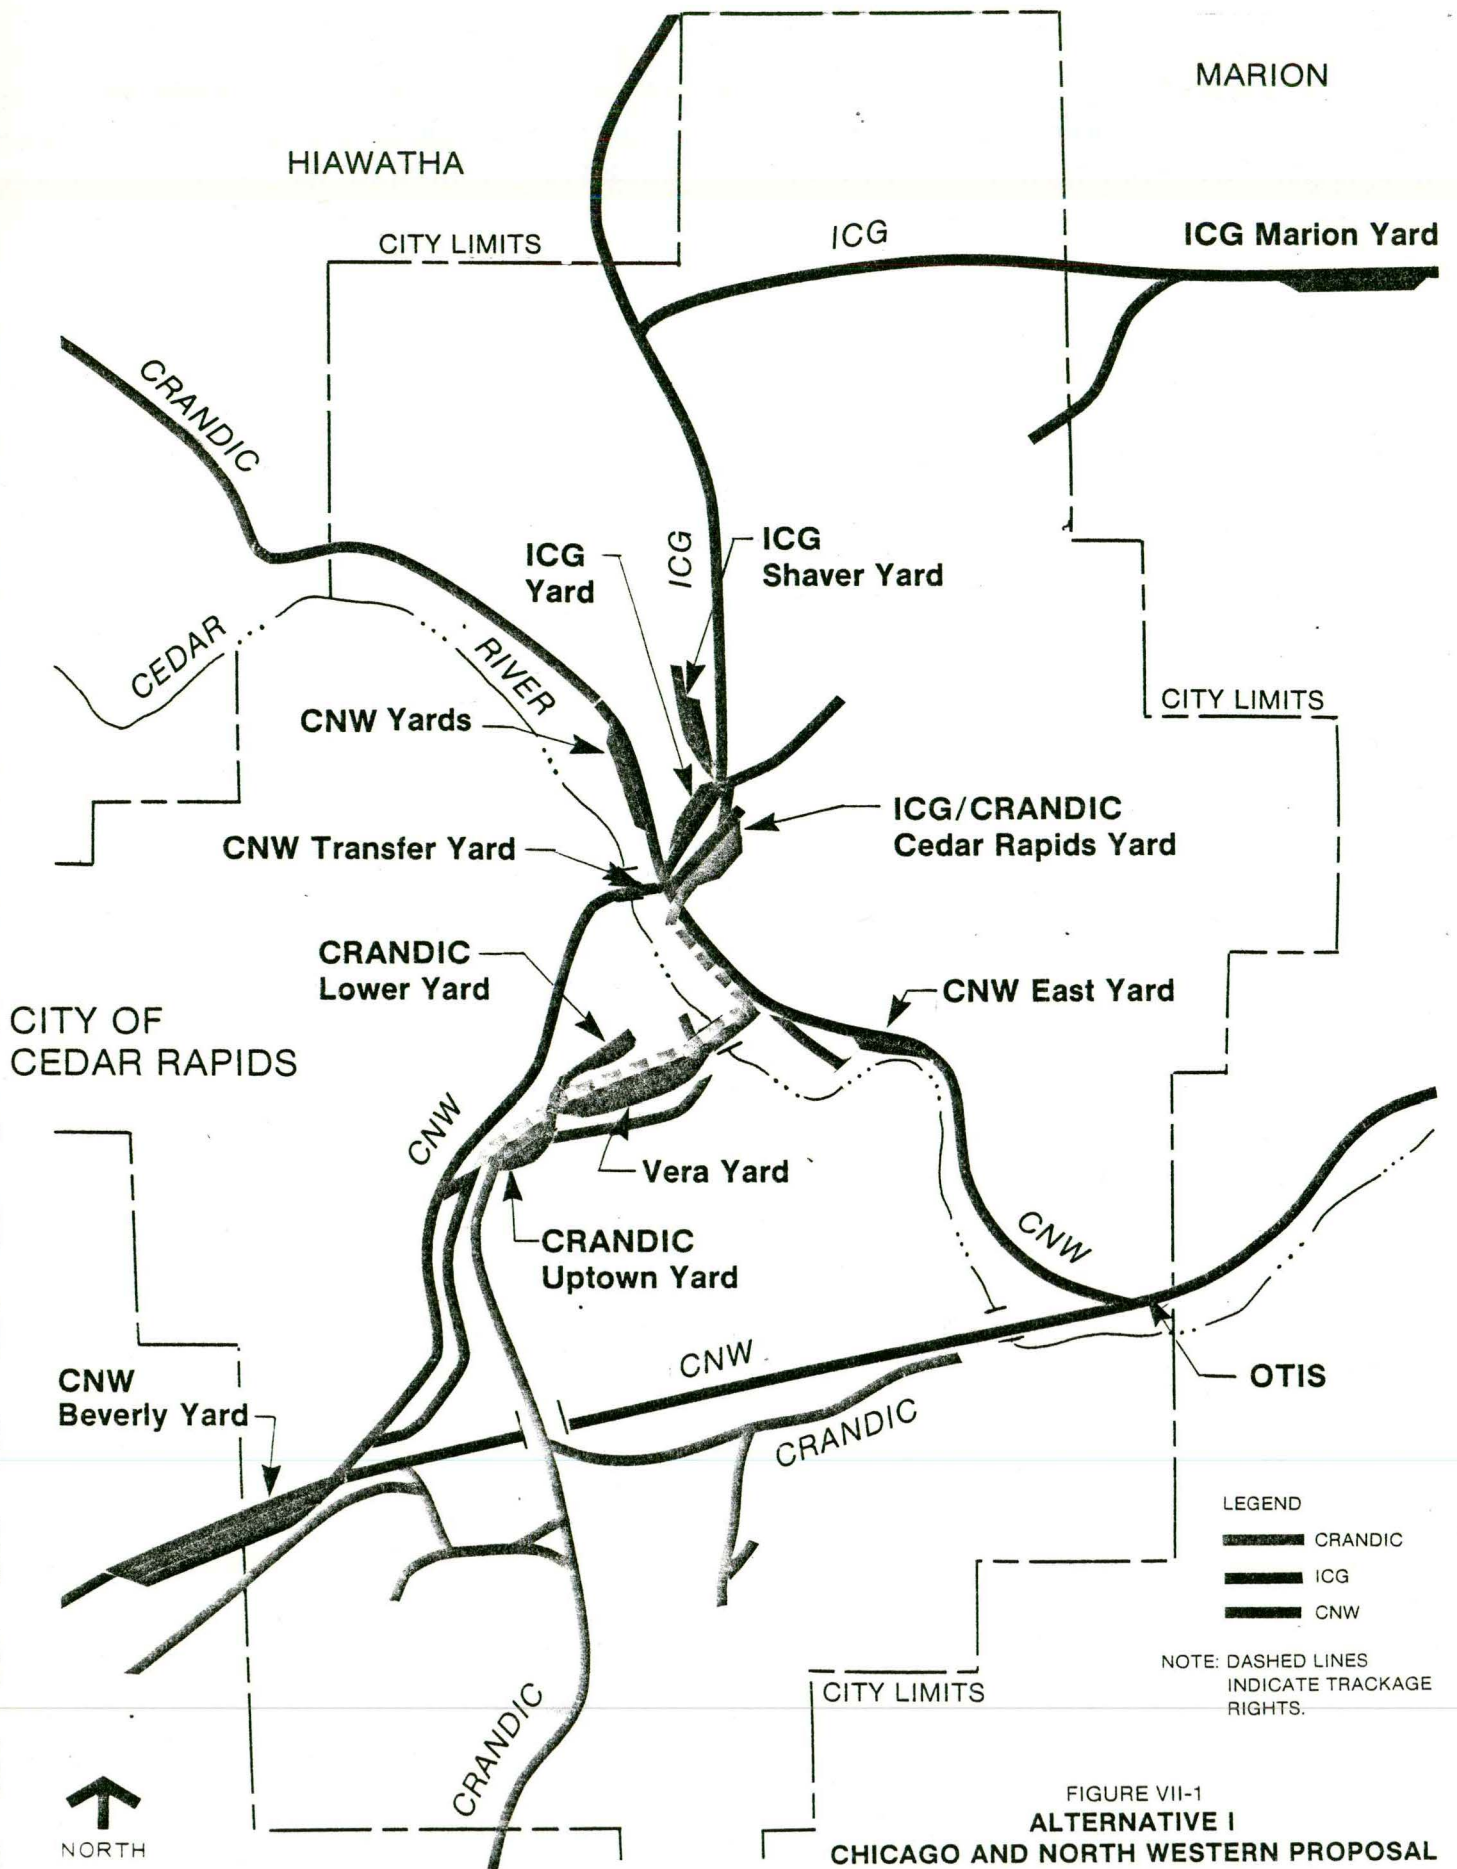 MARION
HIAWATHA
CITY LIMITS
ICG
ICG Marion Yard
CRANDIC
ICG
Yard
ICG
ICG
Shaver Yard
CEDAR
RIVER
CITY LIMITS
CNW Yards
ICG/CRANDIC
Cedar Rapids Yard
CNW Transfer Yard
CRANDIC
Lower Yard
CNW East Yard
CITY OF
CEDAR RAPIDS
CNW
Vera Yard
CRANDIC
Uptown Yard
CNW
CNW
OTIS
CNW
Beverly Yard
CRANDIC
LEGEND
CRANDIC
ICG
CNW
NOTE: DASHED LINES
INDICATE TRACKAGE
RIGHTS.
CITY LIMITS
CRANDIC
NORTH
FIGURE VII-1
ALTERNATIVE I
CHICAGO AND NORTH WESTERN PROPOSAL